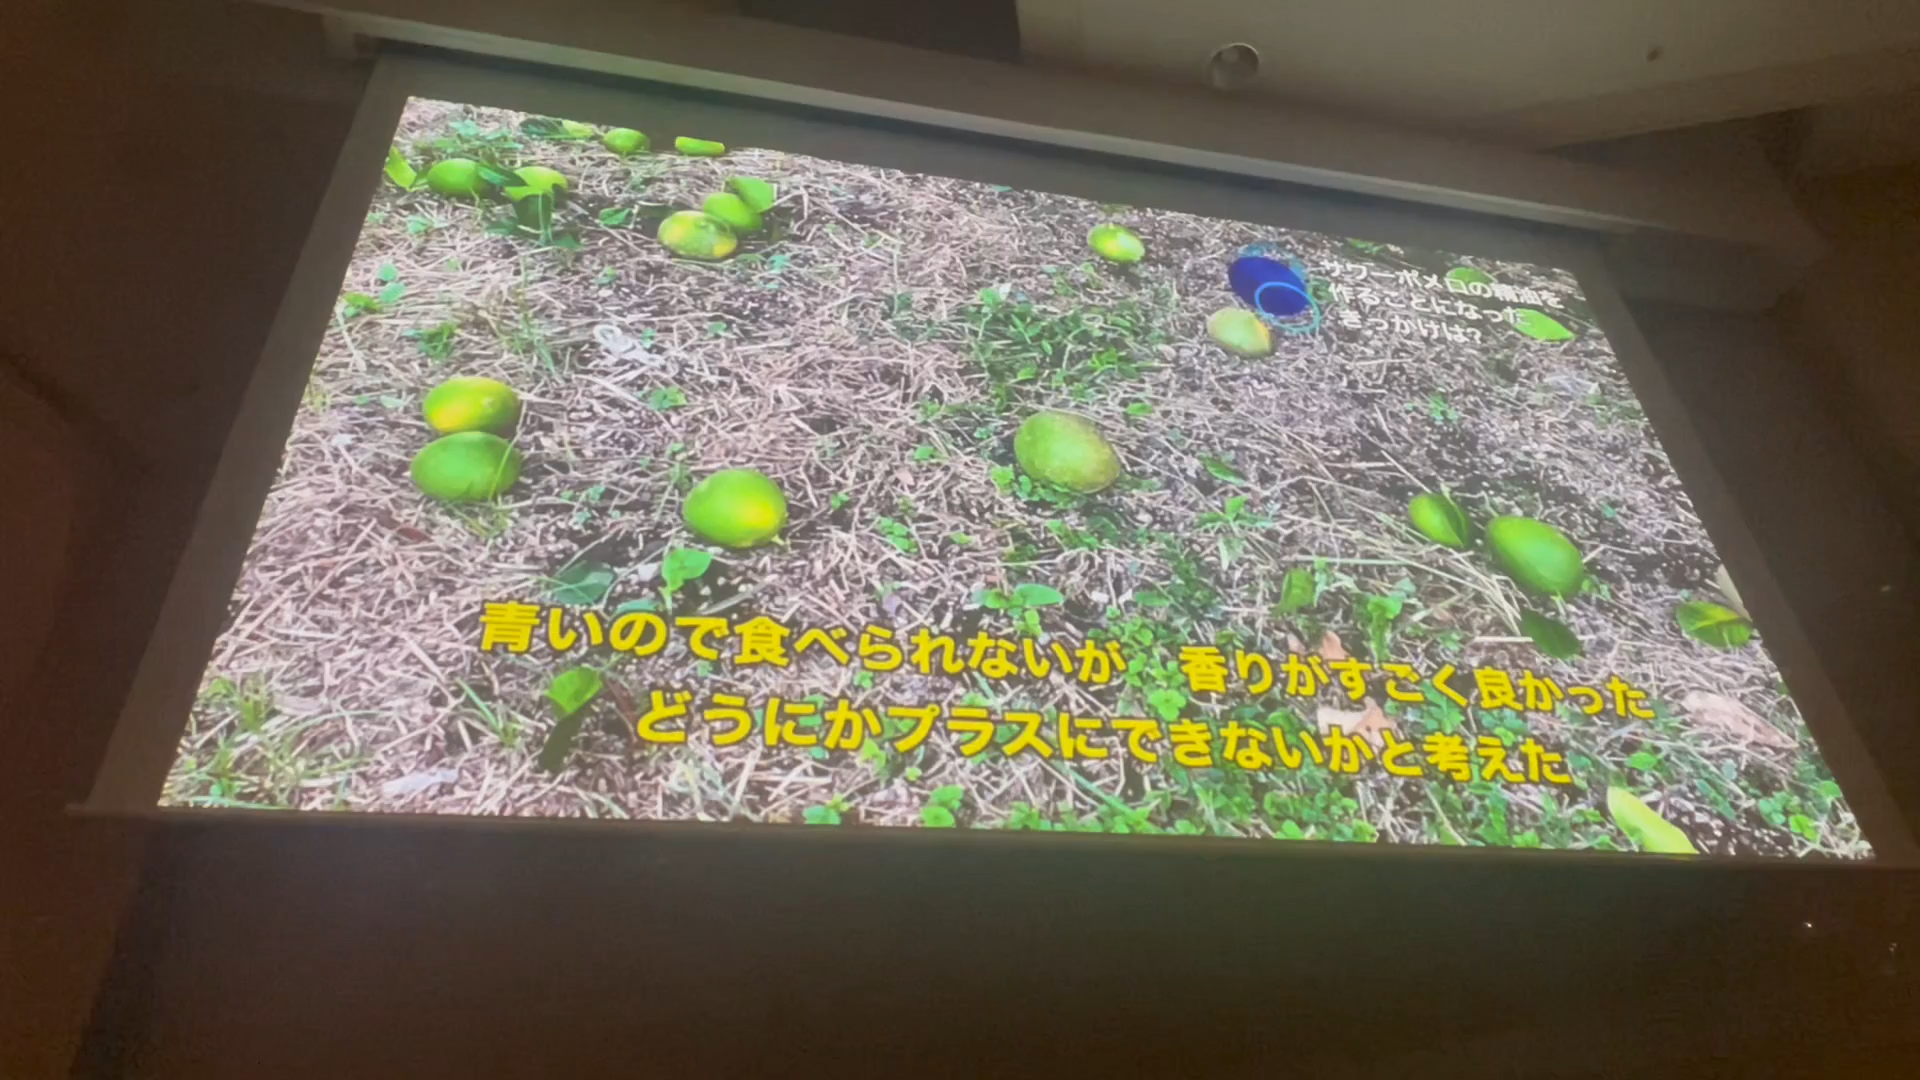 サワーポメロの精油を
作ることになった
きっかけは?
青いので食べられないが 香りがすごく良かった
どうにかプラスにできないかと考えた